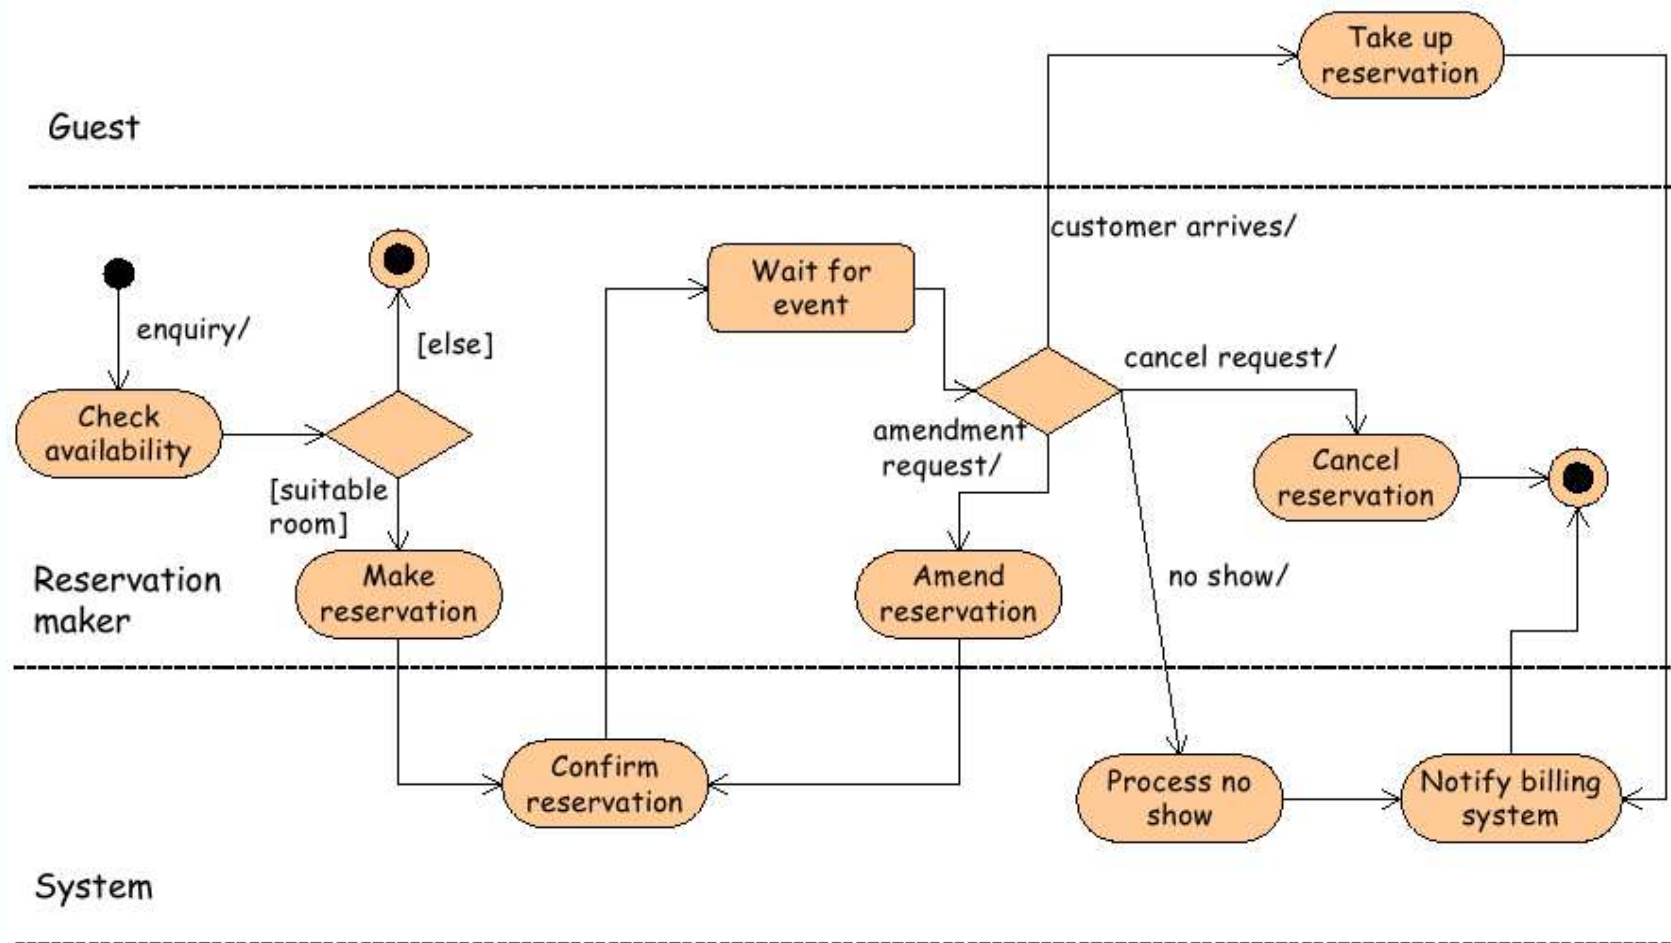 Take up
reservation
Guest
customer arrives/
enquiry/
[else]
Wait for
event
cancel request/
Check
availability
amendment
request/
Cancel
reservation
[suitable
room]
Reservation
maker
Make
reservation
Amend
reservation
no show/
Confirm
reservation
Process no
show
Notify billing
system
System